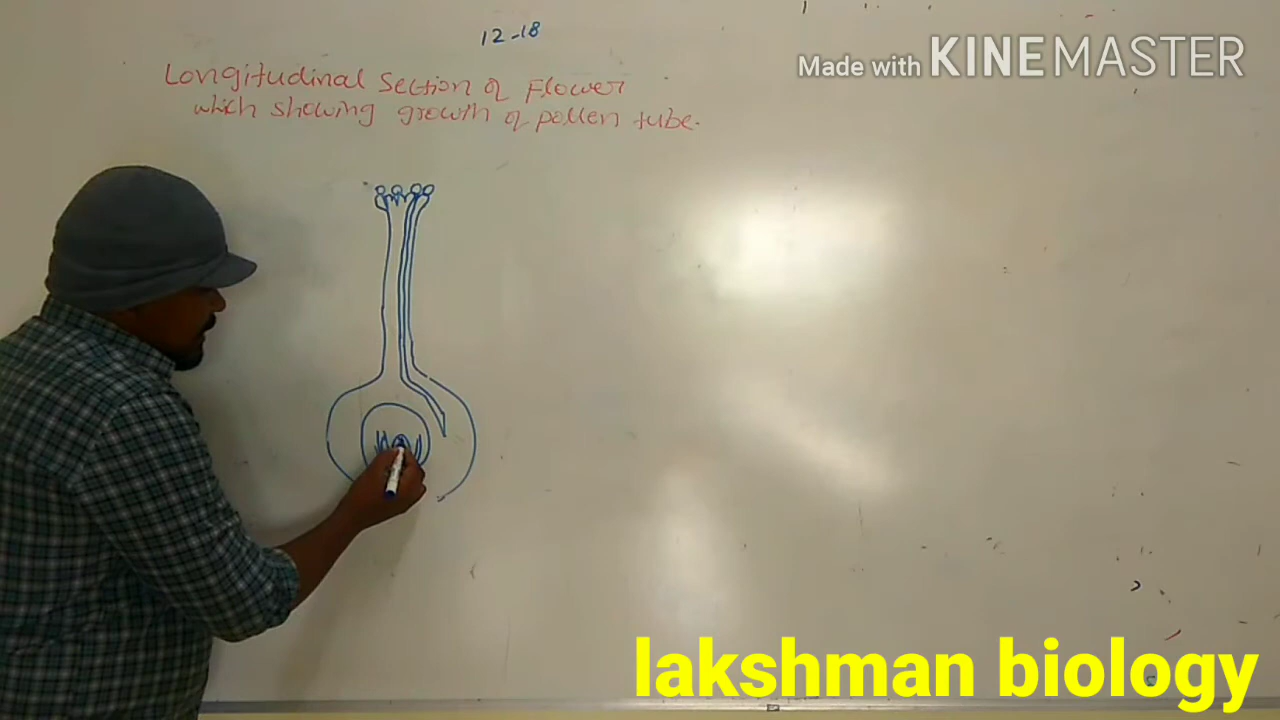 12-18
Made with KINEMASTER
Longitudinal Section of Flower
which showing growth of pollen tube.
lakshman biology